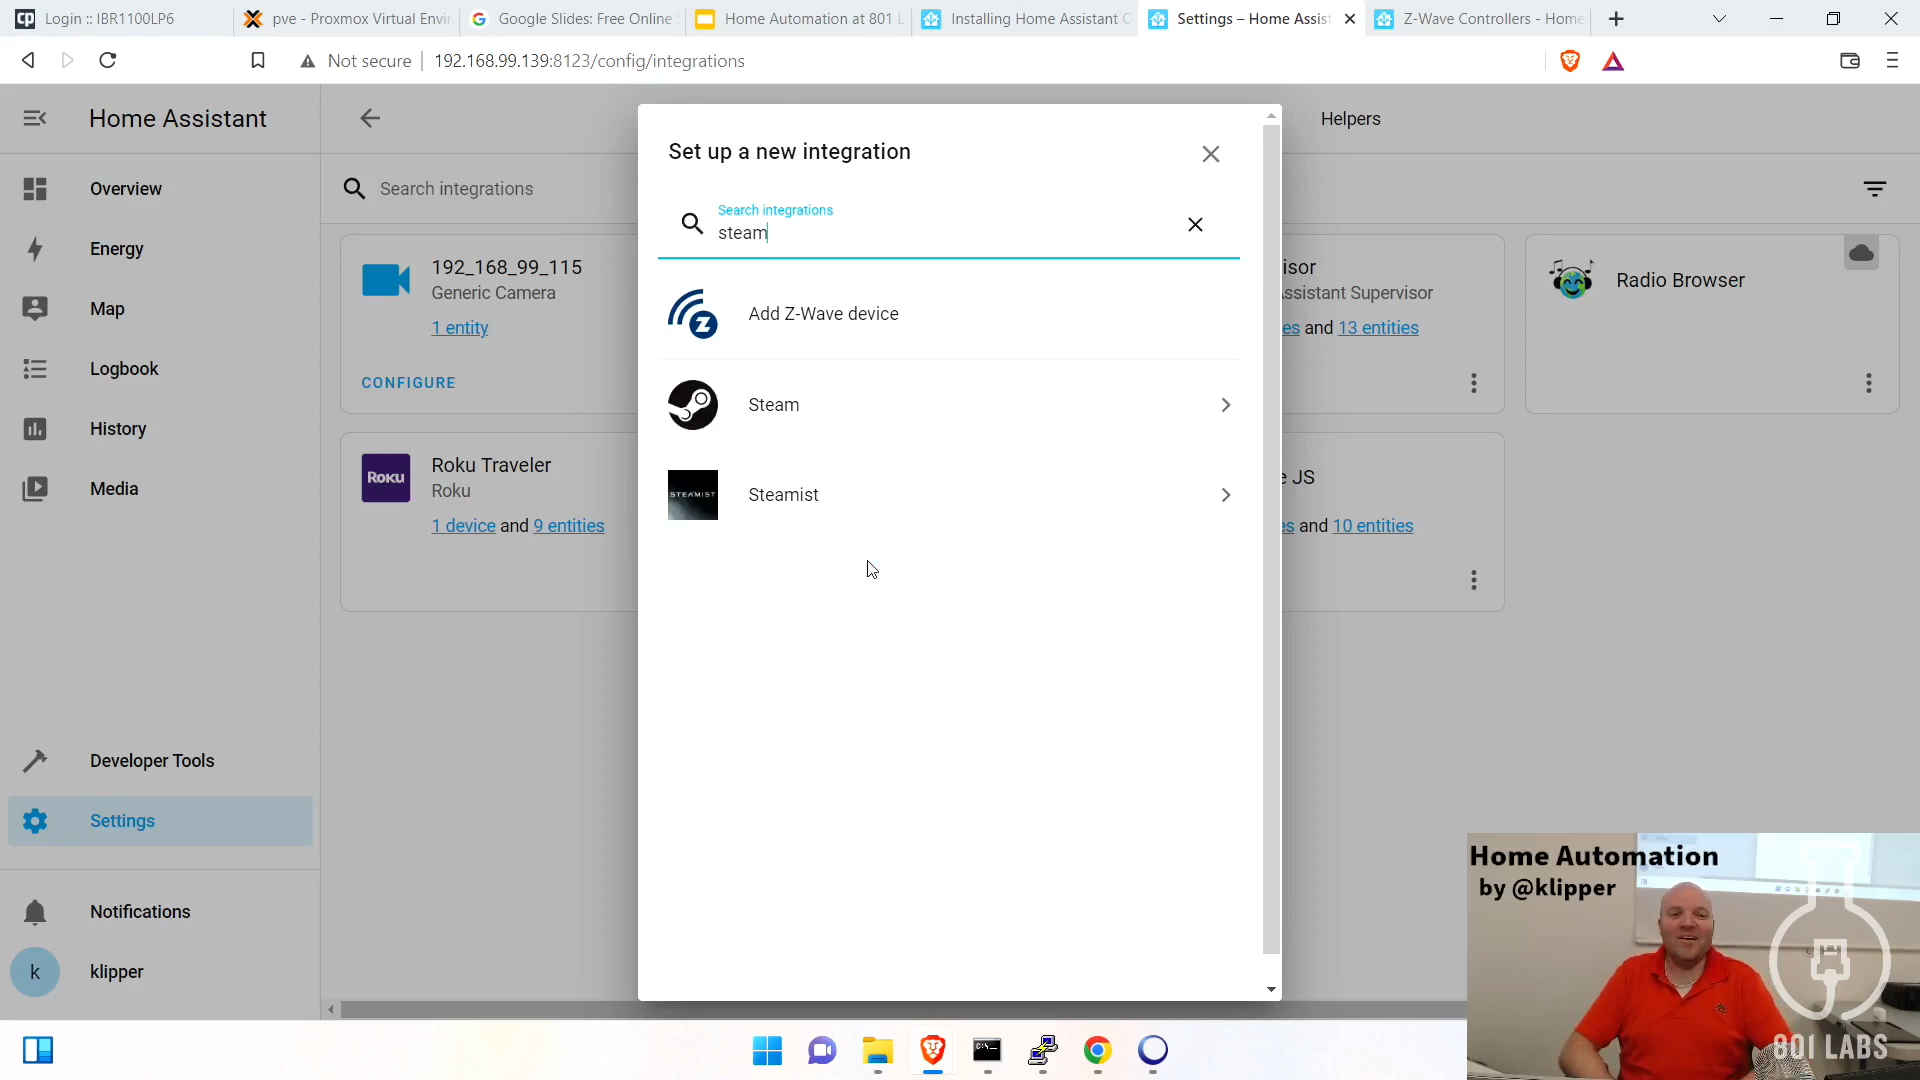 Login :: IBR1100LP6
pve - Proxmox Virtual Envir
Google Slides: Free Online
Home Automation at 801 L
Installing Home Assistant O
Settings – Home Assist
Z-Wave Controllers - Home
Not secure
192.168.99.139:8123/config/integrations
Home Assistant
Helpers
Set up a new integration
Overview
Search integrations
Search integrations
steam
Energy
192_168_99_115
Generic Camera
1 entity
CONFIGURE
isor
ssistant Supervisor
es and 13 entities
Radio Browser
Map
Add Z-Wave device
Logbook
Steam
History
Roku
Roku Traveler
Roku
1 device and 9 entities
e JS
es and 10 entities
Media
STEAMIST
Steamist
Developer Tools
Settings
Notifications
k
klipper
Home Automation
by @klipper
801 LABS